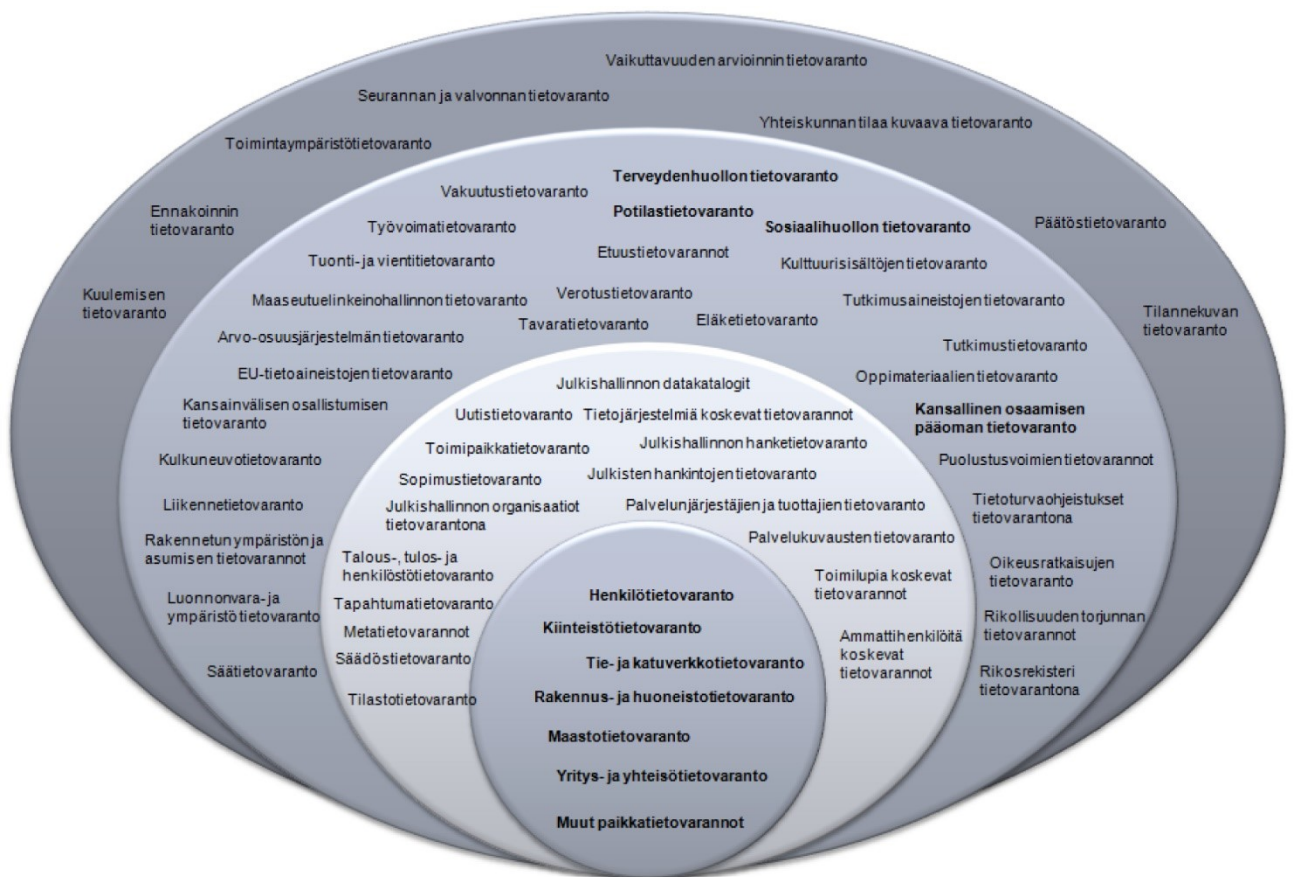 Vaikuttavuuden arvioinnin tietovaranto
Seurannan ja valvonnan tietovaranto
Yhteiskunnan tilaa kuvaava tietovaranto
Toimintaympäristötietovaranto
Ennakoinnin
tietovaranto
Päätöstietovaranto
Kuulemisen
tietovaranto
Tilannekuvan
tietovaranto
Terveydenhuollon tietovaranto
Vakuutustietovaranto
Potilastietovaranto
Työvoimatietovaranto
Sosiaalihuollon tietovaranto
Etuustietovarannot
Tuonti- ja vientitietovaranto
Kulttuurisisältöjen tietovaranto
Maaseutuelinkeinohallinnon tietovaranto
Verotustietovaranto
Tutkimusaineistojen tietovaranto
Tavaratietovaranto
Eläketietovaranto
Arvo-osuusjärjestelmän tietovaranto
Tutkimustietovaranto
EU-tietoaineistojen tietovaranto
Oppimateriaalien tietovaranto
Kansainvälisen osallistumisen
tietovaranto
Kansallinen osaamisen
pääoman tietovaranto
Kulkuneuvotietovaranto
Puolustusvoimien tietovarannot
Liikennetietovaranto
Tietoturvaohjeistukset
tietovarantona
Rakennetun ympäristön ja
asumisen tietovarannot
Oikeusratkaisujen
tietovaranto
Luonnonvara- ja
ympäristö tietovaranto
Rikollisuuden torjunnan
tietovarannot
Säätietovaranto
Rikosrekisteri
tietovarantona
Julkishallinnon datakatalogit
Uutistietovaranto
Tietojärjestelmiä koskevat tietovarannot
Toimipaikkatietovaranto
Julkishallinnon hanketietovaranto
Sopimustietovaranto
Julkisten hankintojen tietovaranto
Julkishallinnon organisaatiot
tietovarantona
Palvelunjärjestäjien ja tuottajien tietovaranto
Palvelukuvausten tietovaranto
Talous-, tulos- ja
henkilöstötietovaranto
Toimilupia koskevat
tietovarannot
Tapahtumatietovaranto
Metatietovarannot
Ammattihenkilöitä
koskevat
tietovarannot
Säädöstietovaranto
Tilastotietovaranto
Henkilötietovaranto
Kiinteistötietovaranto
Tie- ja katuverkkotietovaranto
Rakennus- ja huoneistotietovaranto
Maastotietovaranto
Yritys- ja yhteisötietovaranto
Muut paikkatietovarannot